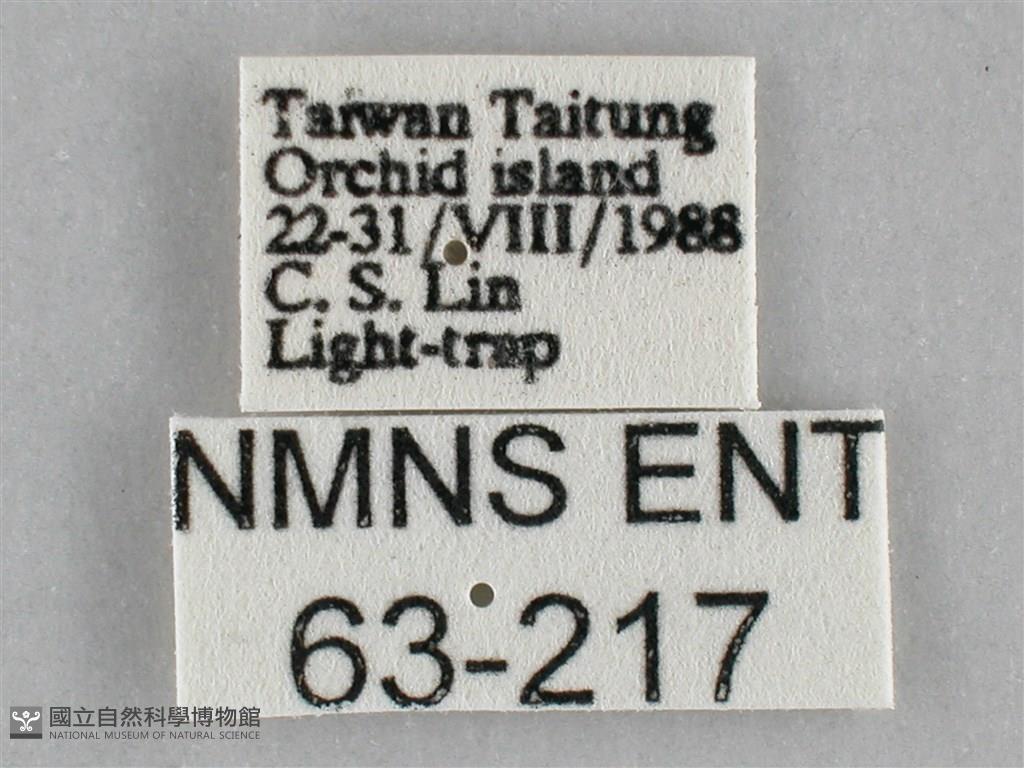 Taiwan Taitung
Orchid island
22-31/VIII/1988
C. S. Lin
Light-trap
NMNS ENT
63-217
國立自然科學博物館
NATIONAL MUSEUM OF NATURAL SCIENCE